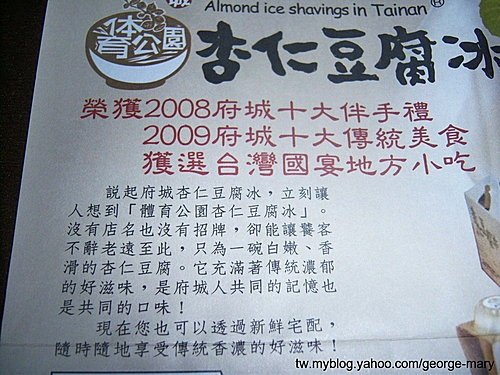 Almond ice shavings in Tainan®
体育公園
杏仁豆腐冰
榮獲2008府城十大伴手禮
2009府城十大傳統美食
獲選台灣國宴地方小吃
說起府城杏仁豆腐冰，立刻讓
人想到「體育公園杏仁豆腐冰」。
沒有店名也沒有招牌，卻能讓饕客
不辭老遠至此，只為一碗白嫩、香
滑的杏仁豆腐。它充滿著傳統濃郁
的好滋味，是府城人共同的記憶也
是共同的口味！
現在您也可以透過新鮮宅配，
隨時隨地享受傳統香濃的好滋味！
tw.myblog.yahoo.com/george-mary